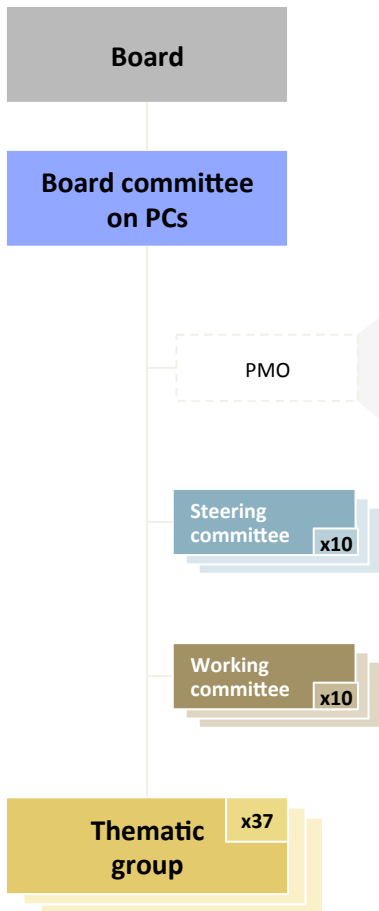 Board
Board committee
on PCs
PMO
Steering
committee
x10
Working
committee
x10
x37
Thematic
group